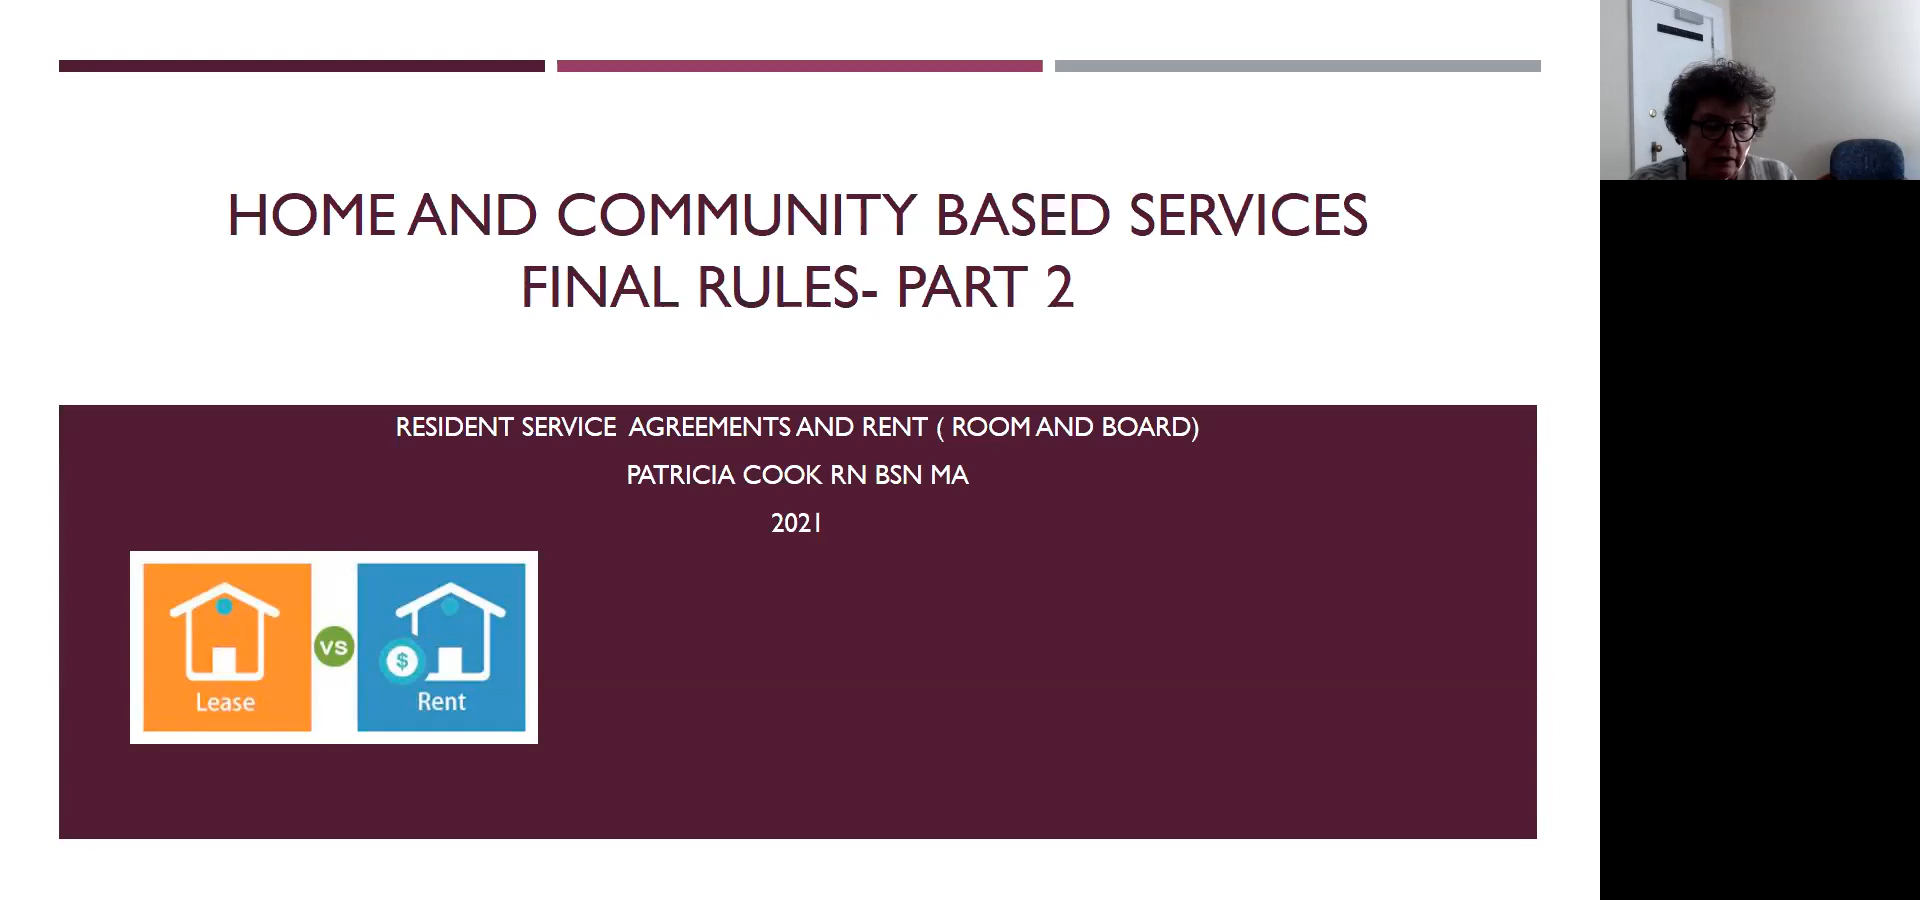 HOME AND COMMUNITY BASED SERVICES
FINAL RULES- PART 2
RESIDENT SERVICE AGREEMENTS AND RENT ( ROOM AND BOARD)
PATRICIA COOK RN BSN MA
2021
Lease
VS
$
Rent